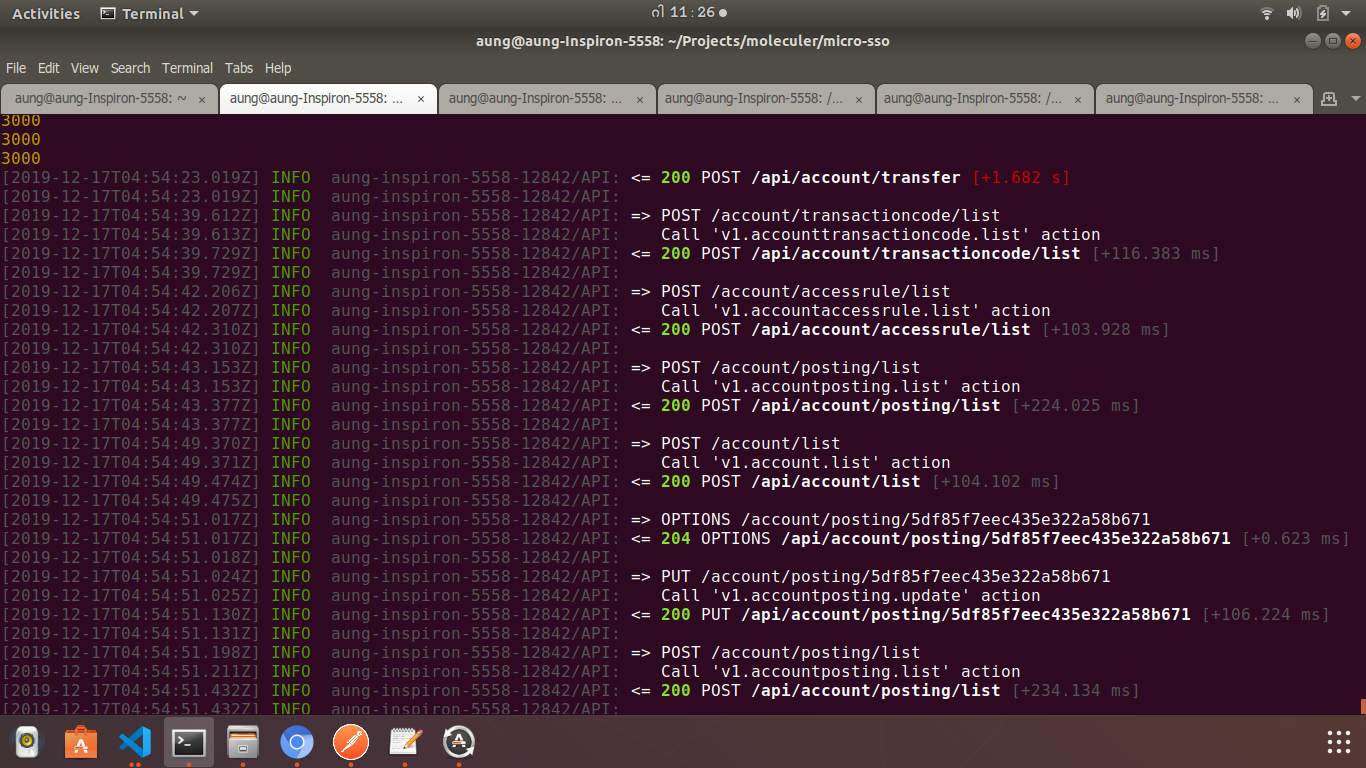 Activities Terminal ၁၇ 11 : 26
aung@aung-Inspiron-5558: ~/Projects/moleculer/micro-sso
File Edit View Search Terminal Tabs Help
aung@aung-Inspiron-5558: ~ × aung@aung-Inspiron-5558: ... × aung@aung-Inspiron-5558: ... × aung@aung-Inspiron-5558: /... × aung@aung-Inspiron-5558: /... × aung@aung-Inspiron-5558: ... ×
3000
3000
3000
[2019-12-17T04:54:23.019Z] INFO aung-inspiron-5558-12842/API: <= 200 POST /api/account/transfer [+1.682 s]
[2019-12-17T04:54:23.019Z] INFO aung-inspiron-5558-12842/API:
[2019-12-17T04:54:39.612Z] INFO aung-inspiron-5558-12842/API: => POST /account/transactioncode/list
[2019-12-17T04:54:39.613Z] INFO aung-inspiron-5558-12842/API: Call 'v1.accounttransactioncode.list' action
[2019-12-17T04:54:39.729Z] INFO aung-inspiron-5558-12842/API: <= 200 POST /api/account/transactioncode/list [+116.383 ms]
[2019-12-17T04:54:39.729Z] INFO aung-inspiron-5558-12842/API:
[2019-12-17T04:54:42.206Z] INFO aung-inspiron-5558-12842/API: => POST /account/accessrule/list
[2019-12-17T04:54:42.207Z] INFO aung-inspiron-5558-12842/API: Call 'v1.accountaccessrule.list' action
[2019-12-17T04:54:42.310Z] INFO aung-inspiron-5558-12842/API: <= 200 POST /api/account/accessrule/list [+103.928 ms]
[2019-12-17T04:54:42.310Z] INFO aung-inspiron-5558-12842/API:
[2019-12-17T04:54:43.153Z] INFO aung-inspiron-5558-12842/API: => POST /account/posting/list
[2019-12-17T04:54:43.153Z] INFO aung-inspiron-5558-12842/API: Call 'v1.accountposting.list' action
[2019-12-17T04:54:43.377Z] INFO aung-inspiron-5558-12842/API: <= 200 POST /api/account/posting/list [+224.025 ms]
[2019-12-17T04:54:43.377Z] INFO aung-inspiron-5558-12842/API:
[2019-12-17T04:54:49.370Z] INFO aung-inspiron-5558-12842/API: => POST /account/list
[2019-12-17T04:54:49.371Z] INFO aung-inspiron-5558-12842/API: Call 'v1.account.list' action
[2019-12-17T04:54:49.474Z] INFO aung-inspiron-5558-12842/API: <= 200 POST /api/account/list [+104.102 ms]
[2019-12-17T04:54:49.475Z] INFO aung-inspiron-5558-12842/API:
[2019-12-17T04:54:51.017Z] INFO aung-inspiron-5558-12842/API: => OPTIONS /account/posting/5df85f7eec435e322a58b671
[2019-12-17T04:54:51.017Z] INFO aung-inspiron-5558-12842/API: <= 204 OPTIONS /api/account/posting/5df85f7eec435e322a58b671 [+0.623 ms]
[2019-12-17T04:54:51.018Z] INFO aung-inspiron-5558-12842/API:
[2019-12-17T04:54:51.024Z] INFO aung-inspiron-5558-12842/API: => PUT /account/posting/5df85f7eec435e322a58b671
[2019-12-17T04:54:51.025Z] INFO aung-inspiron-5558-12842/API: Call 'v1.accountposting.update' action
[2019-12-17T04:54:51.130Z] INFO aung-inspiron-5558-12842/API: <= 200 PUT /api/account/posting/5df85f7eec435e322a58b671 [+106.224 ms]
[2019-12-17T04:54:51.131Z] INFO aung-inspiron-5558-12842/API:
[2019-12-17T04:54:51.198Z] INFO aung-inspiron-5558-12842/API: => POST /account/posting/list
[2019-12-17T04:54:51.211Z] INFO aung-inspiron-5558-12842/API: Call 'v1.accountposting.list' action
[2019-12-17T04:54:51.432Z] INFO aung-inspiron-5558-12842/API: <= 200 POST /api/account/posting/list [+234.134 ms]
[2019-12-17T04:54:51.432Z] INFO aung-inspiron-5558-12842/API: